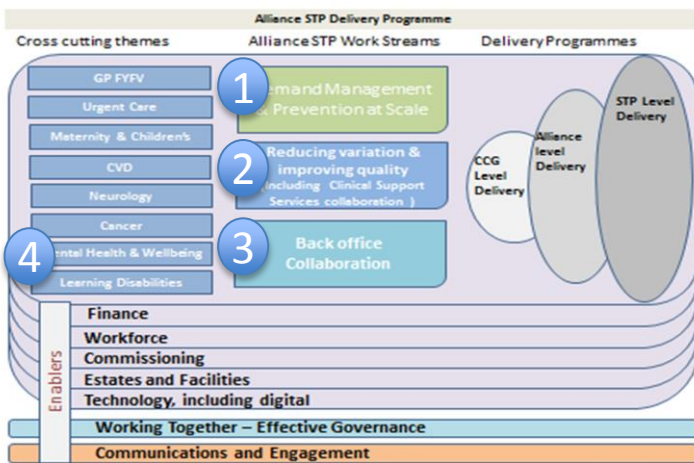 Alliance STP Delivery Programme
Cross cutting themes
Alliance STP Work Streams
Delivery Programmes
GP FYFV
Urgent Care
Maternity & Children's
CVD
Neurology
Cancer
ental Health & Wellbeing
Learning Disabilities
4
1
emand Management
& Prevention at Scale
2
Reducing variation &
improving quality
(including Clinical Support
Services collaboration )
3
Back office
Collaboration
CCG
Level
Delivery
Alliance
level
Delivery
STP Level
Delivery
Enablers
Finance
Workforce
Commissioning
Estates and Facilities
Technology, including digital
Working Together – Effective Governance
Communications and Engagement